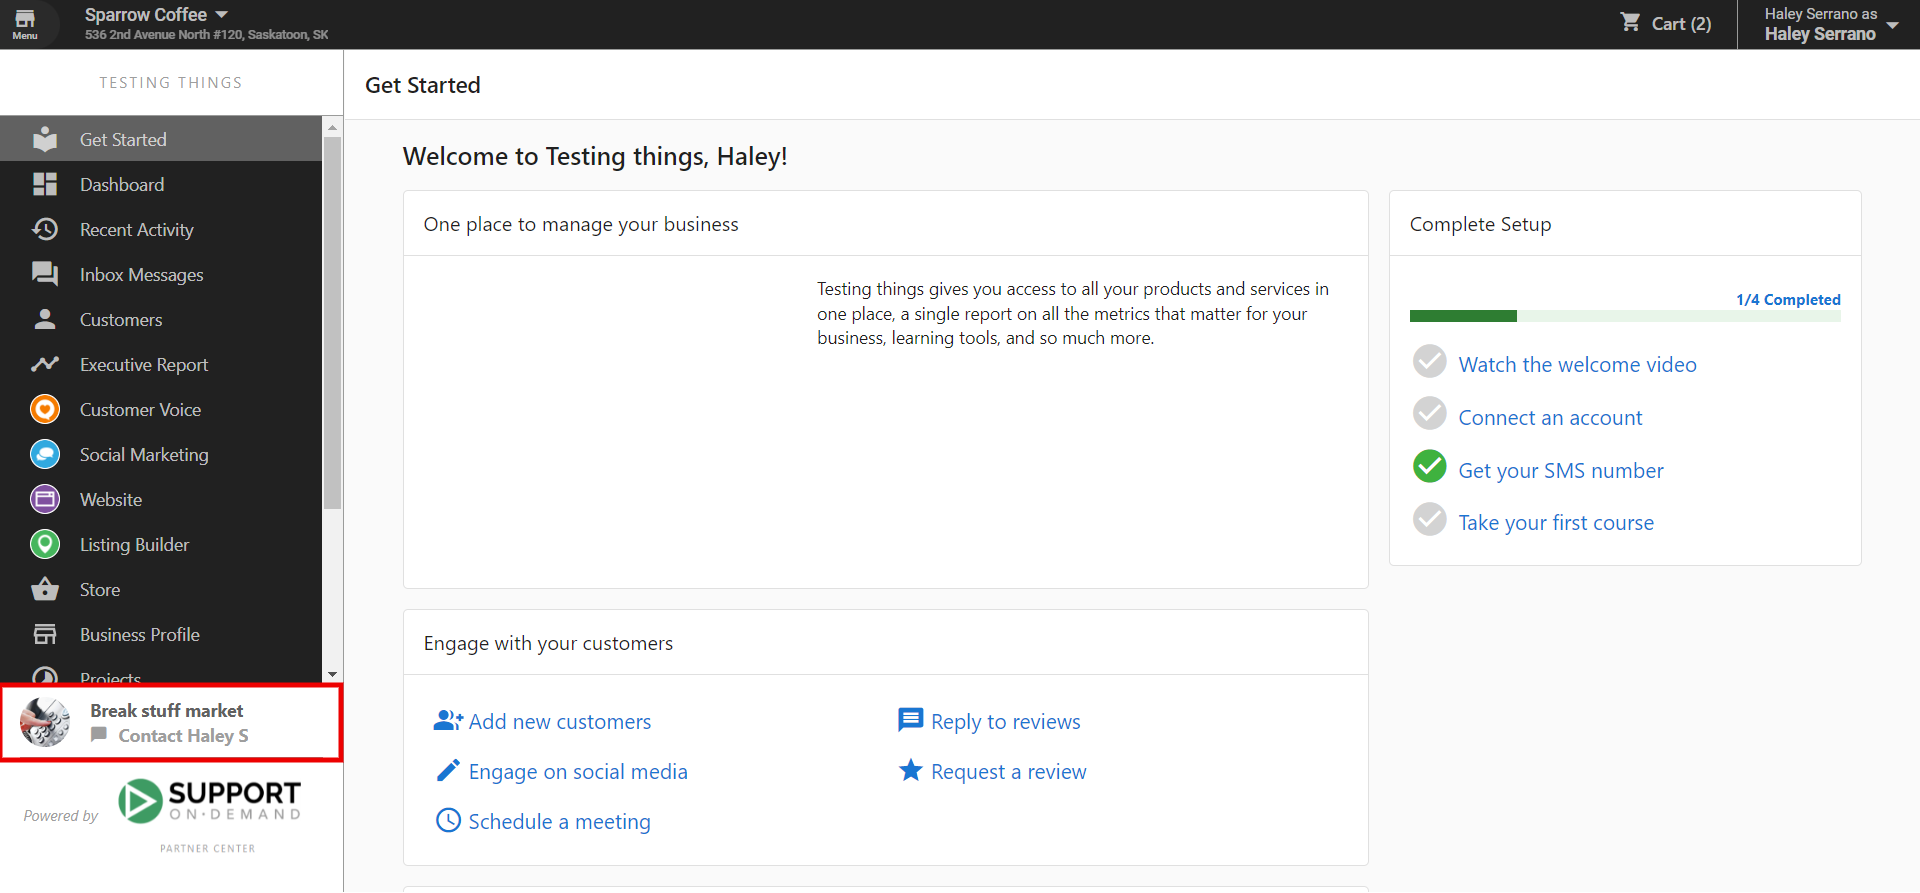 Menu
Sparrow Coffee
536 2nd Avenue North #120, Saskatoon, SK
Cart (2)
Haley Serrano as
Haley Serrano
TESTING THINGS
Get Started
Dashboard
Recent Activity
Inbox Messages
Customers
Executive Report
Customer Voice
Social Marketing
Website
Listing Builder
Store
Business Profile
Projects
Break stuff market
Contact Haley S
Powered by
SUPPORT
ON·DEMAND
PARTNER CENTER
Get Started
Welcome to Testing things, Haley!
One place to manage your business
Testing things gives you access to all your products and services in
one place, a single report on all the metrics that matter for your
business, learning tools, and so much more.
Engage with your customers
Add new customers
Reply to reviews
Engage on social media
Request a review
Schedule a meeting
Complete Setup
1/4 Completed
Watch the welcome video
Connect an account
Get your SMS number
Take your first course